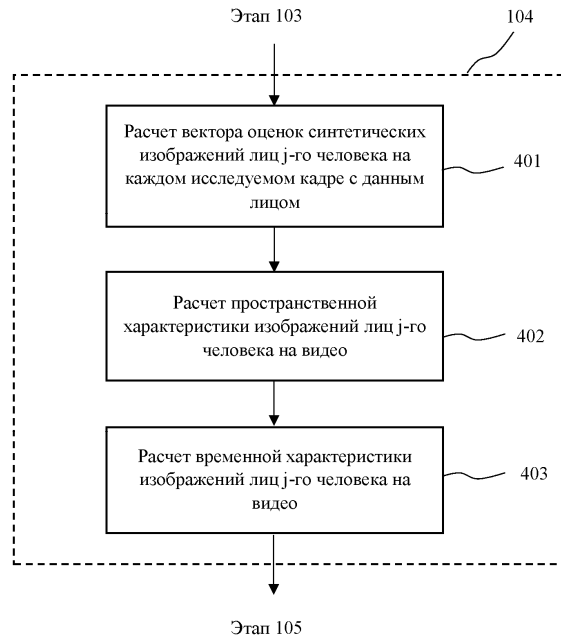 Этап 103
104
Расчет вектора оценок синтетических
изображений лиц j-го человека на
каждом исследуемом кадре с данным
лицом
401
Расчет пространственной
характеристики изображений лиц j-го
человека на видео
402
Расчет временной характеристики
изображений лиц j-го человека на
видео
403
Этап 105